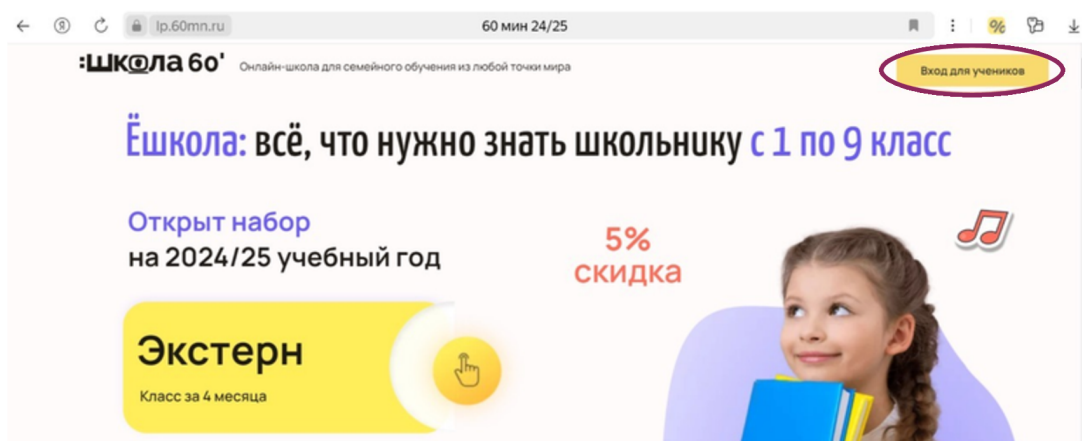 lp.60mn.ru
60 мин 24/25
:ШКОЛА 60'
Онлайн-школа для семейного обучения из любой точки мира
Вход для учеников
Ёшкола: всё, что нужно знать школьнику с 1 по 9 класс
Открыт набор
на 2024/25 учебный год
5%
скидка
Экстерн
Класс за 4 месяца